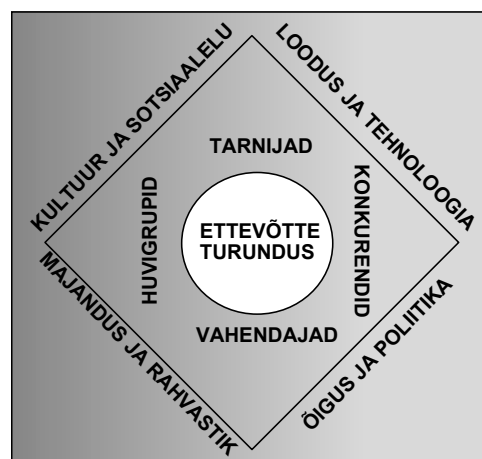 KULTUUR JA SOTSIAALELU
LOODUS JA TEHNOLOOGIA
TARNIJAD
HUVIGRUPID
ETTEVÕTTE
TURUNDUS
KONKURENDID
VAHENDAJAD
MAJANDUS JA RAHVASTIK
ÕIGUS JA POLIITIKA